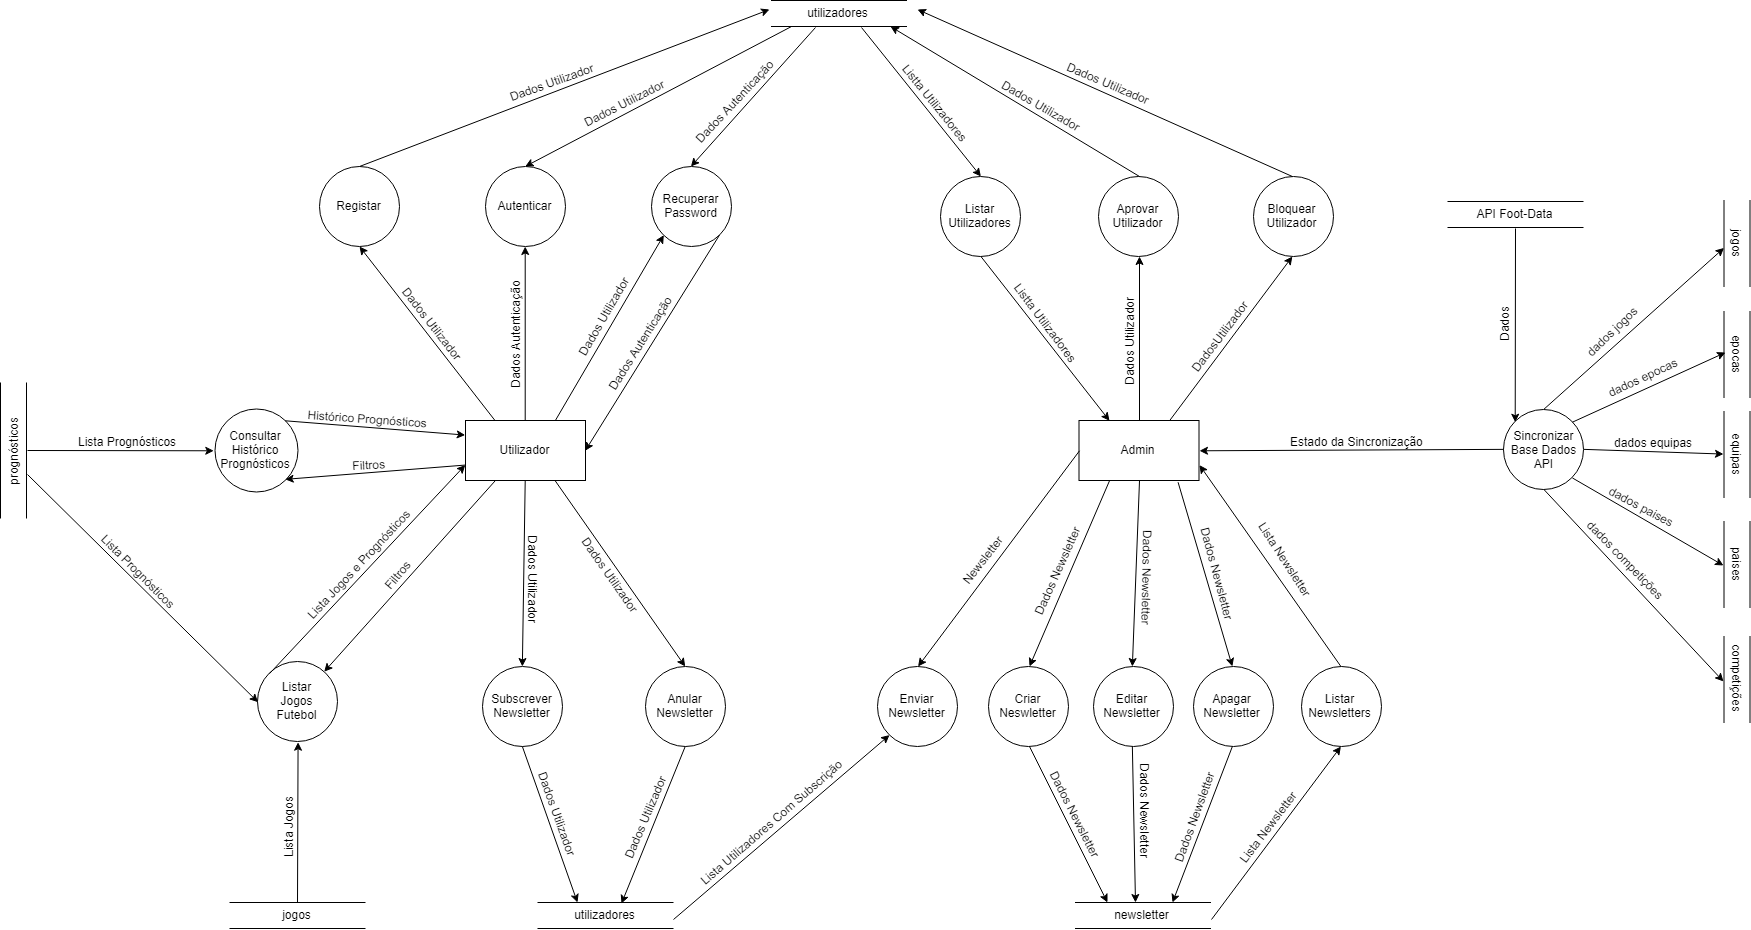 utilizadores
Dados Utilizador
Dados Utilizador
Dados Autenticação
Listta Utilizadores
Dados Utilizador
Dados Utilizador
Registar
Autenticar
Recuperar
Password
Listar
Utilizadores
Aprovar
Utilizador
Bloquear
Utilizador
API Foot-Data
jogos
Dados Utilizador
Dados Autenticação
Dados Utilizador
Dados Autenticação
Listta Utilizadores
Dados Utilizador
DadosUtilizador
Dados
dados jogos
epocas
dados epocas
prognósticos
Lista Prognósticos
Consultar
Histórico
Prognósticos
Histórico Prognósticos
Filtros
Utilizador
Admin
Estado da Sincronização
Sincronizar
Base Dados
API
dados equipas
equipas
dados paises
paises
dados competições
competições
Lista Prognósticos
Lista Jogos e Prognósticos
Filtros
Dados Utilizador
Dados Utilizador
Newsletter
Dados Newsletter
Dados Newsletter
Dados Newsletter
Lista Newsletter
Listar
Jogos
Futebol
Subscrever
Newsletter
Anular
Newsletter
Enviar
Newsletter
Criar
Neswletter
Editar
Newsletter
Apagar
Newsletter
Listar
Newsletters
Lista Jogos
Dados Utilizador
Dados Utilizador
Lista Utilizadores Com Subscrição
Dados Newsletter
Dados Newsletter
Dados Newsletter
Lista Newsletter
jogos
utilizadores
newsletter